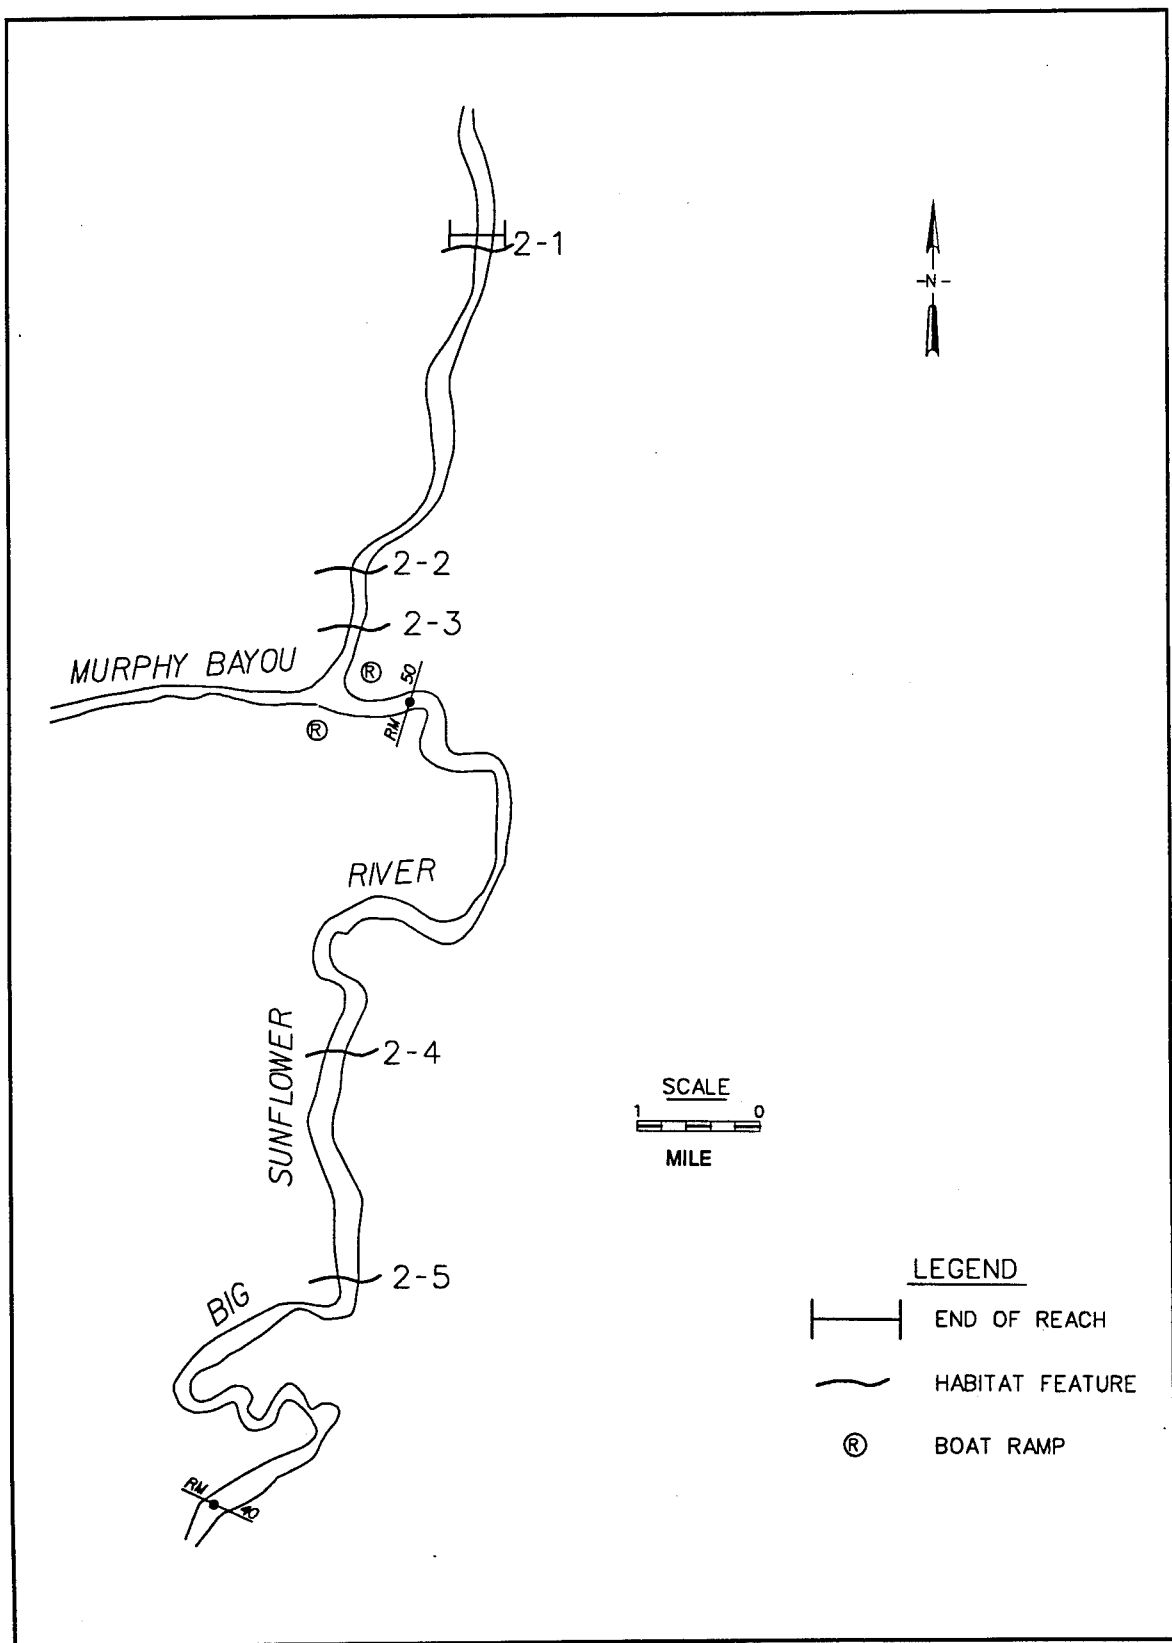 2-1
-N-
2-2
2-3
MURPHY BAYOU
R
RM 50
R
RIVER
SUNFLOWER
2-4
SCALE
1 0
MILE
2-5
BIG
LEGEND
END OF REACH
HABITAT FEATURE
R BOAT RAMP
RM 40